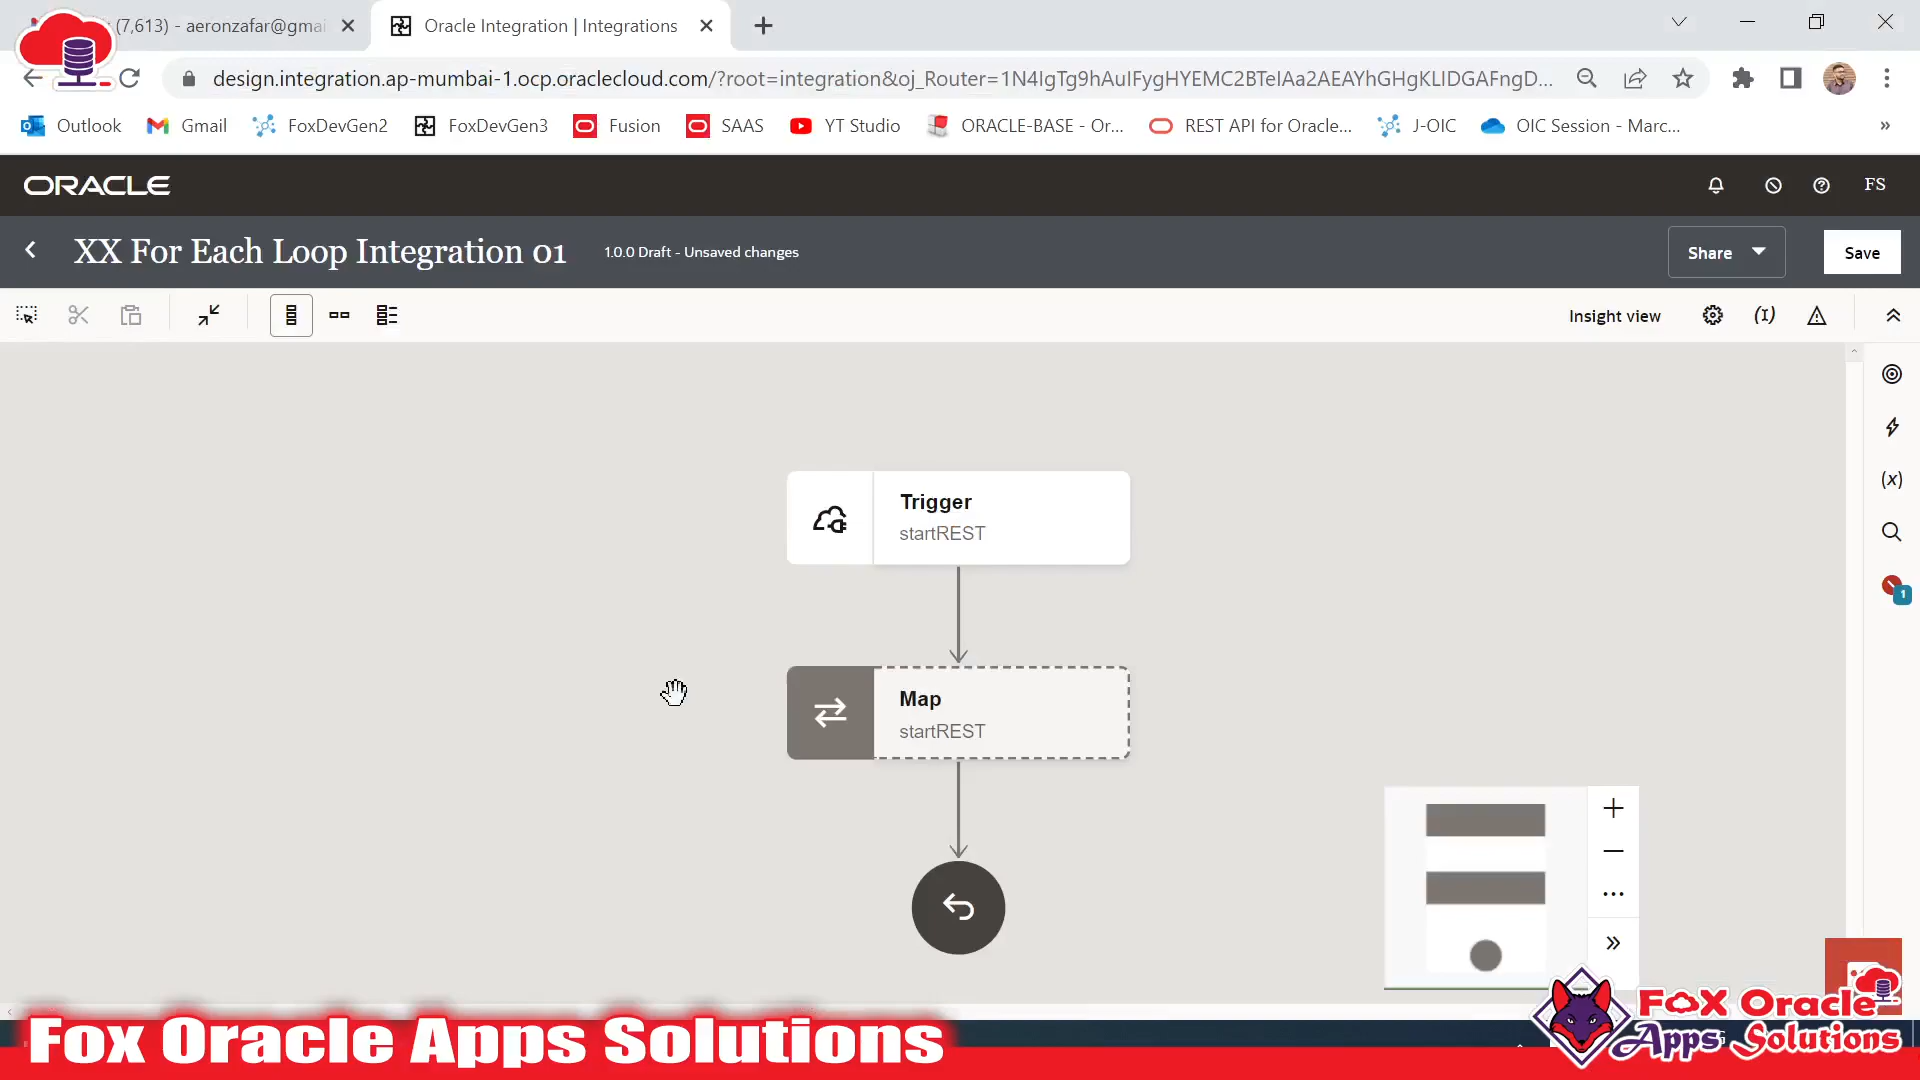 (7,613) - aeronzafar@gmai
Oracle Integration | Integrations
design.integration.ap-mumbai-1.ocp.oraclecloud.com/?root=integration&oj_Router=1N4IgTg9hAuIFygHYEMC2BTeIAa2AEAYhGHgKLIDGAFngD...
Outlook
Gmail
FoxDevGen2
FoxDevGen3
Fusion
SAAS
YT Studio
ORACLE-BASE - Or...
REST API for Oracle...
J-OIC
OIC Session - Marc...
ORACLE
FS
XX For Each Loop Integration 01
1.0.0 Draft - Unsaved changes
Share
Save
Insight view
(x)
Trigger
startREST
Map
startREST
1
Fox Oracle Apps Solutions
Fox Oracle
Apps Solutions